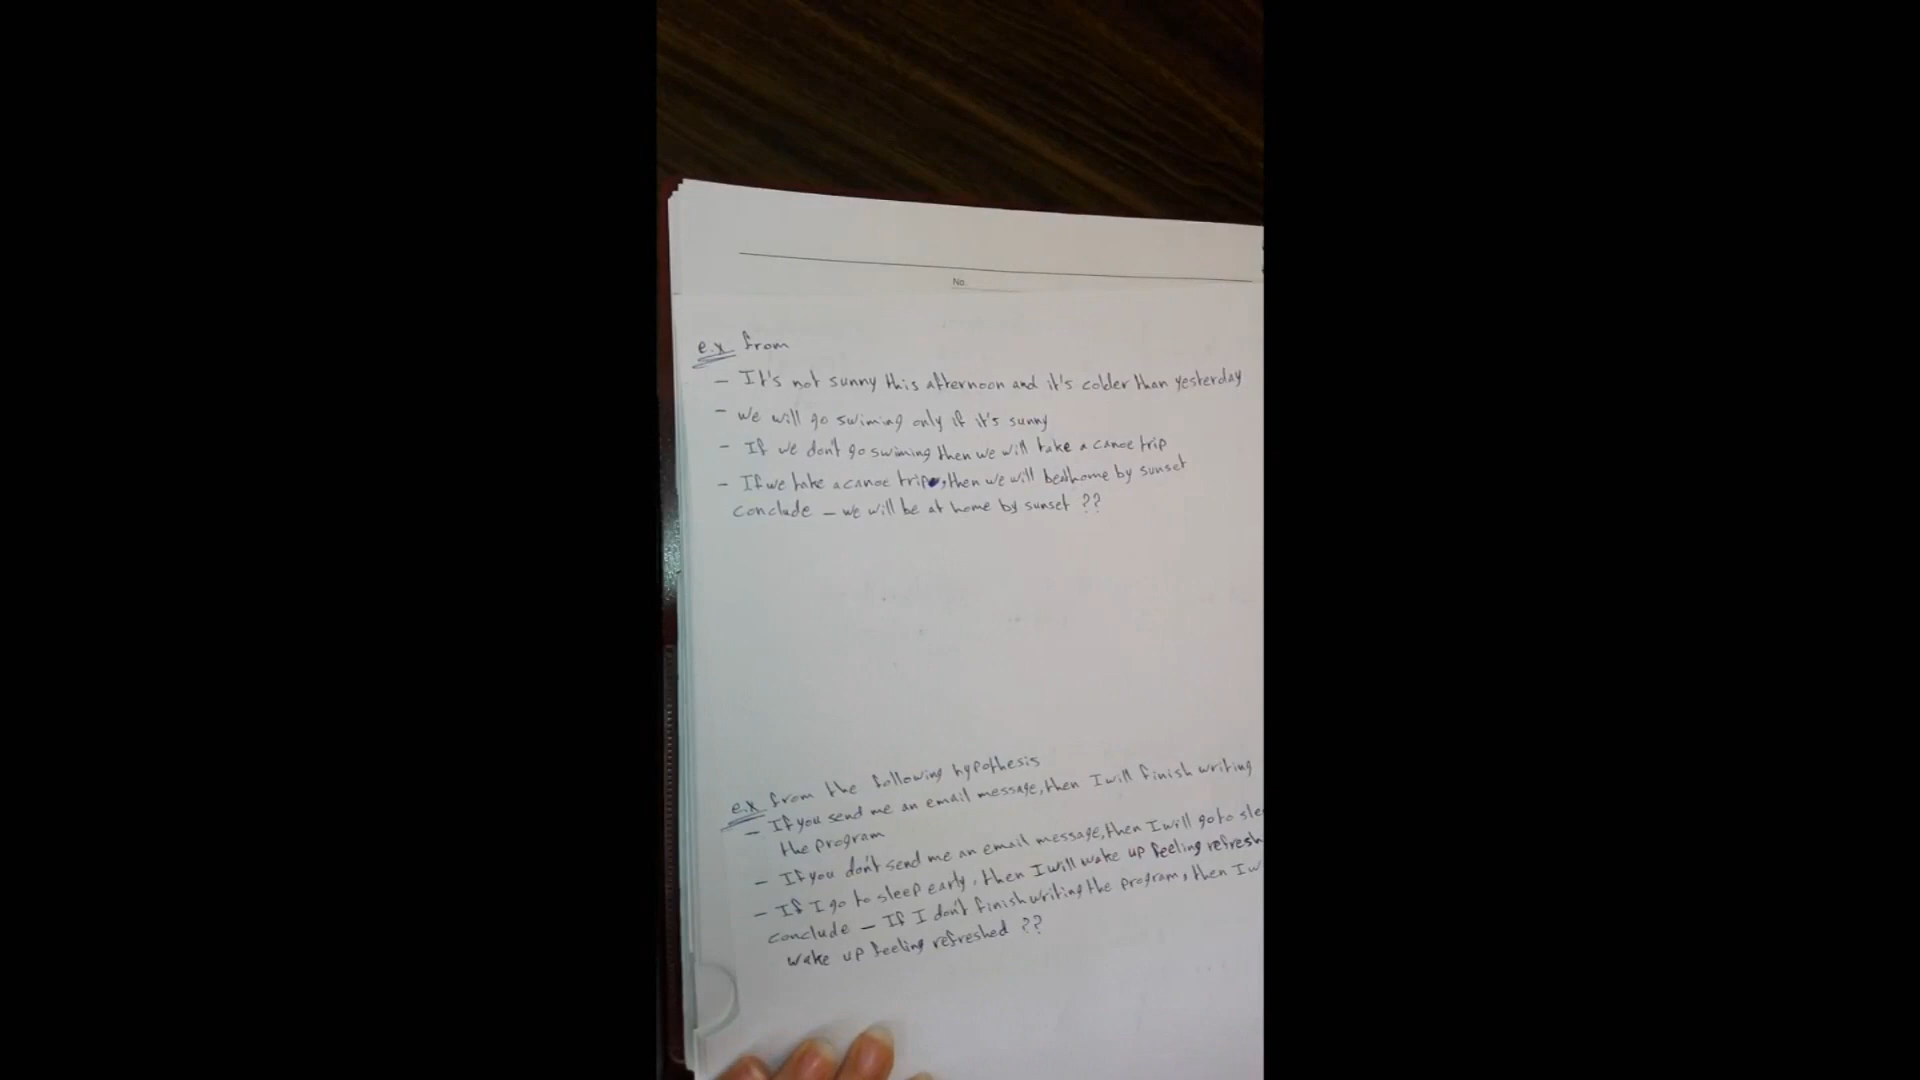 No.
e.x from
- It's not sunny this afternoon and it's colder than yesterday
- we will go swiming only if it's sunny
- If we don't go swiming then we will take a canoe trip
- If we take a canoe trip, then we will be at home by sunset
conclude - we will be at home by sunset ??
e.x from the following hypothesis
- If you send me an email message, then I will finish writing
the program
- If you don't send me an email message, then I will go to slee
- If I go to sleep early, then I will wake up feeling refresh
conclude - If I don't finish writing the program, then I w
wake up feeling refreshed ??